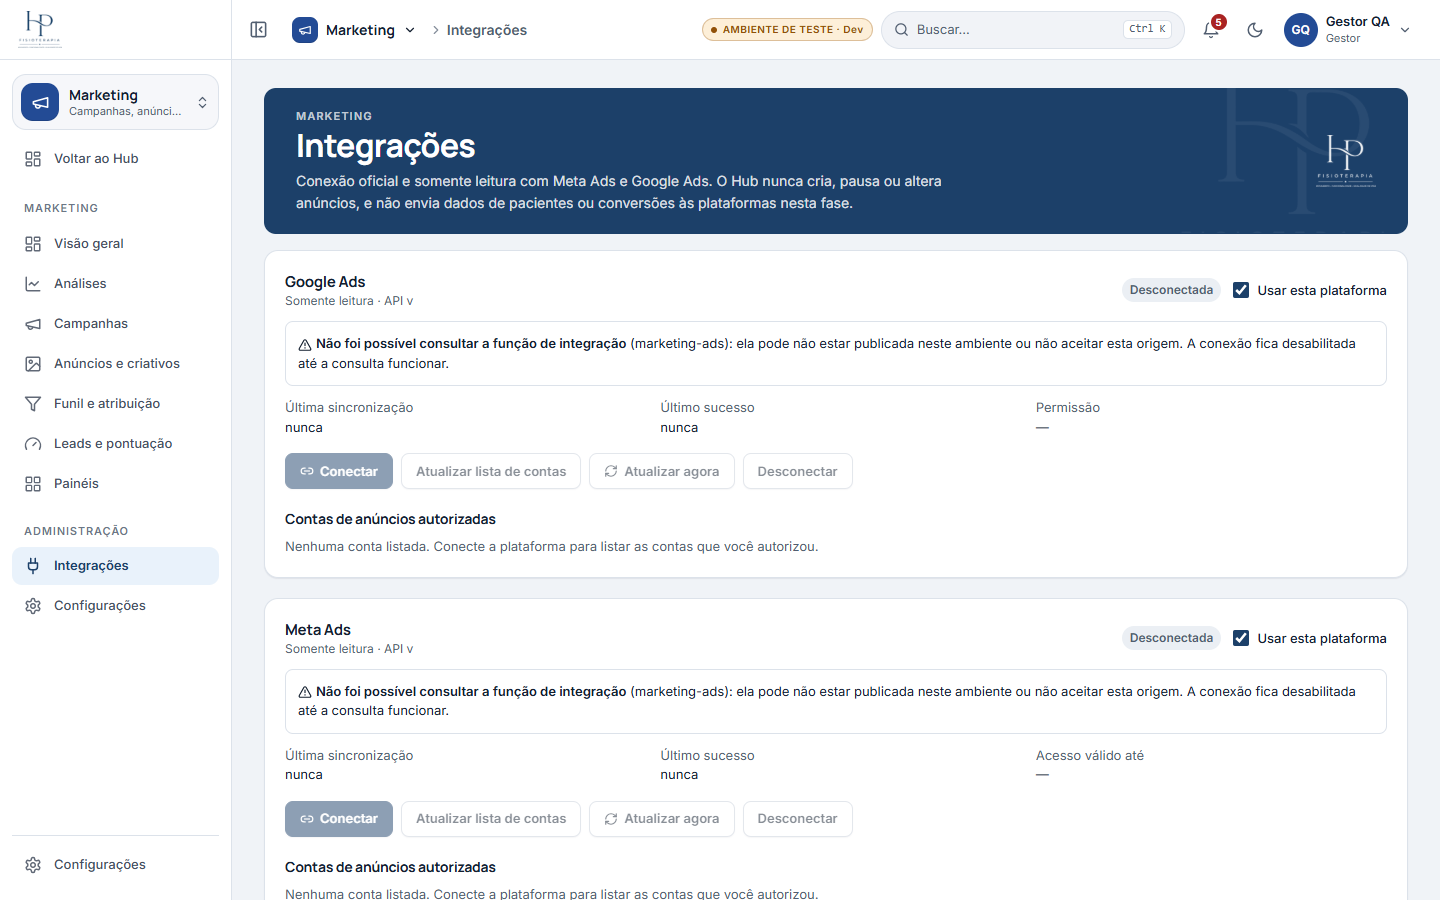 HP
FISIOTERAPIA
Marketing
Integrações
AMBIENTE DE TESTE · Dev
Buscar...
Ctrl K
5
GQ
Gestor QA
Gestor
Marketing
Campanhas, anúnci...
Voltar ao Hub
MARKETING
Visão geral
Análises
Campanhas
Anúncios e criativos
Funil e atribuição
Leads e pontuação
Painéis
ADMINISTRAÇÃO
Integrações
Configurações
Configurações
MARKETING
Integrações
Conexão oficial e somente leitura com Meta Ads e Google Ads. O Hub nunca cria, pausa ou altera
anúncios, e não envia dados de pacientes ou conversões às plataformas nesta fase.
HP
FISIOTERAPIA
Google Ads
Somente leitura · API v
Desconectada
Usar esta plataforma
Não foi possível consultar a função de integração (marketing-ads): ela pode não estar publicada neste ambiente ou não aceitar esta origem. A conexão fica desabilitada
até a consulta funcionar.
Última sincronização
nunca
Último sucesso
nunca
Permissão
—
Conectar
Atualizar lista de contas
Atualizar agora
Desconectar
Contas de anúncios autorizadas
Nenhuma conta listada. Conecte a plataforma para listar as contas que você autorizou.
Meta Ads
Somente leitura · API v
Desconectada
Usar esta plataforma
Não foi possível consultar a função de integração (marketing-ads): ela pode não estar publicada neste ambiente ou não aceitar esta origem. A conexão fica desabilitada
até a consulta funcionar.
Última sincronização
nunca
Último sucesso
nunca
Acesso válido até
—
Conectar
Atualizar lista de contas
Atualizar agora
Desconectar
Contas de anúncios autorizadas
Nenhuma conta listada. Conecte a plataforma para listar as contas que você autorizou.